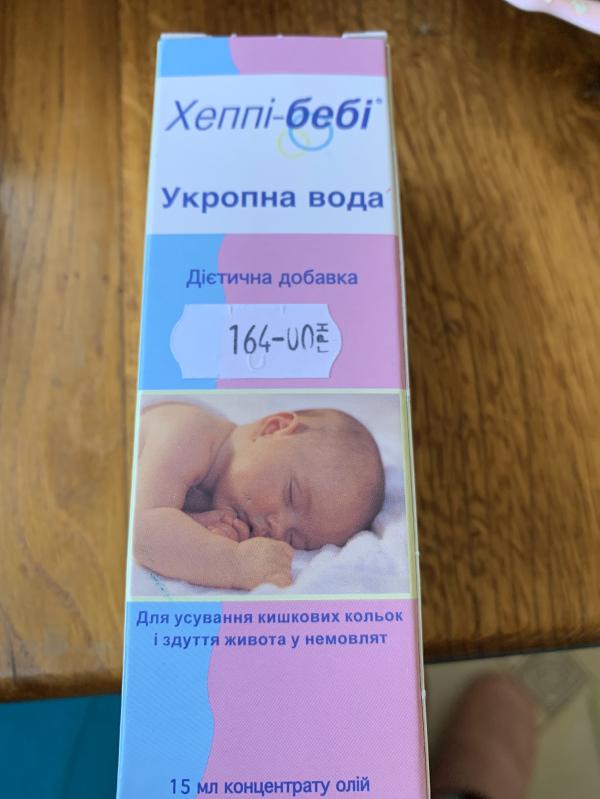 Хеппі-бебі®
Укропна вода
Дієтична добавка
164-00 ГРН
Для усування кишкових кольок
і здуття живота у немовлят
15 мл концентрату олій